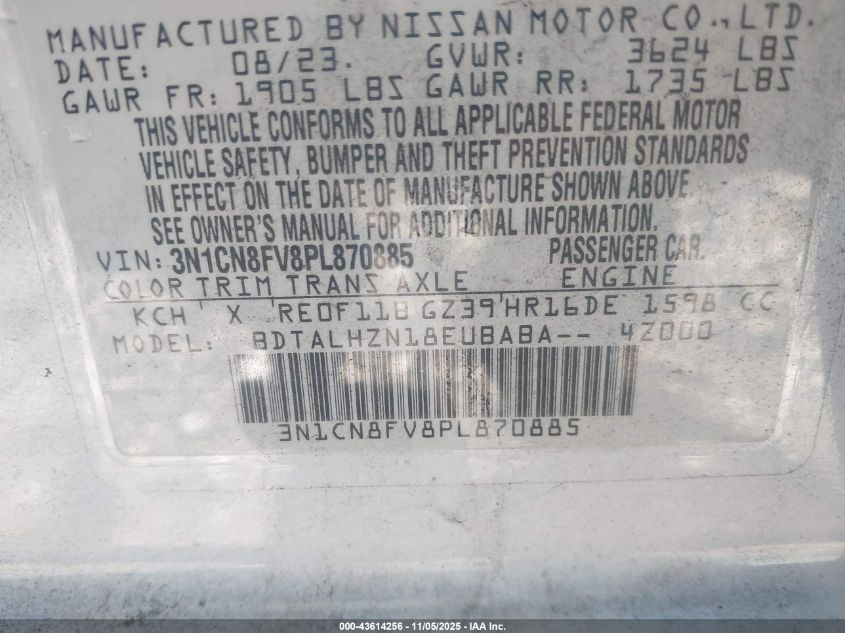 MANUFACTURED BY NISSAN MOTOR CO., LTD.
DATE: 08/23. GVWR: 3624 LBS
GAWR FR: 1905 LBS GAWR RR: 1735 LBS
THIS VEHICLE CONFORMS TO ALL APPLICABLE FEDERAL MOTOR
VEHICLE SAFETY, BUMPER AND THEFT PREVENTION STANDARDS
IN EFFECT ON THE DATE OF MANUFACTURE SHOWN ABOVE.
SEE OWNER'S MANUAL FOR ADDITIONAL INFORMATION.
VIN: 3N1CN8FV8PL870885 PASSENGER CAR.
COLOR TRIM TRANS AXLE ENGINE
KCH X RE0F11B GZ39 HR16DE 1598 CC
MODEL: BDTALHZN18EUBABA-- 4Z000
3N1CN8FV8PL870885
000-43614256 - 11/05/2025 - IAA Inc.